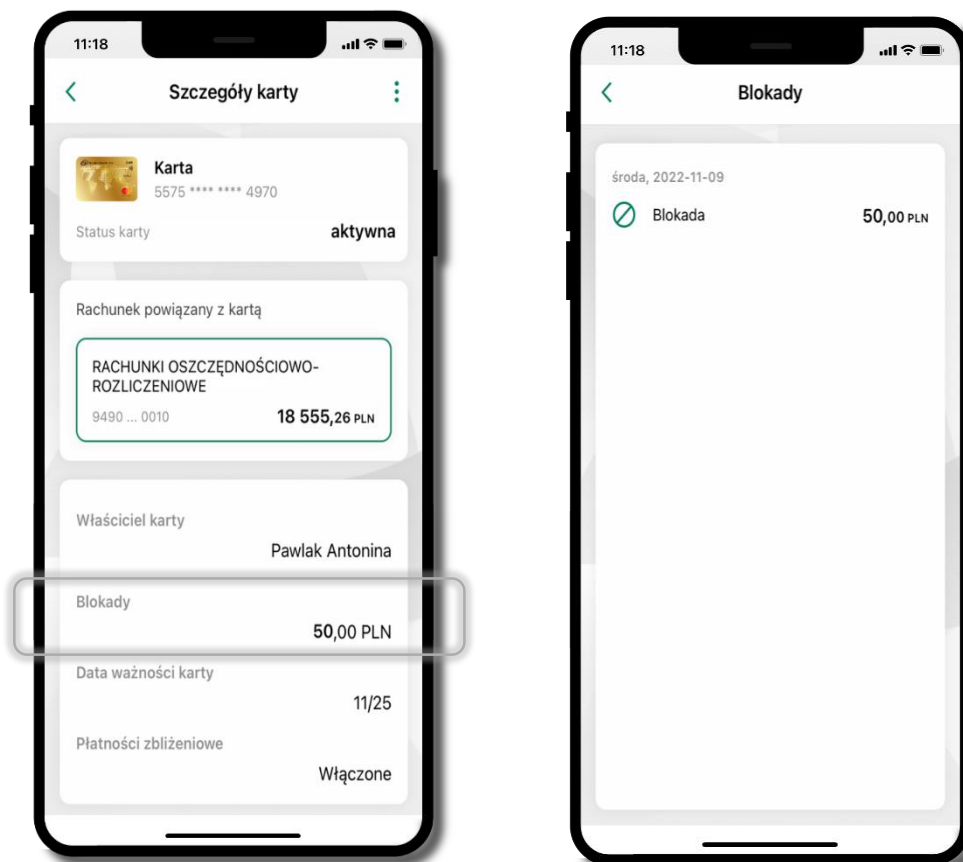 11:18
Szczegóły karty
Karta
5575 **** **** 4970
Status karty
aktywna
Rachunek powiązany z kartą
RACHUNKI OSZCZĘDNOŚCIOWO-
ROZLICZENIOWE
9490 ... 0010
18 555,26 PLN
Właściciel karty
Pawlak Antonina
Blokady
50,00 PLN
Data ważności karty
11/25
Płatności zbliżeniowe
Włączone
11:18
Blokady
środa, 2022-11-09
Blokada
50,00 PLN